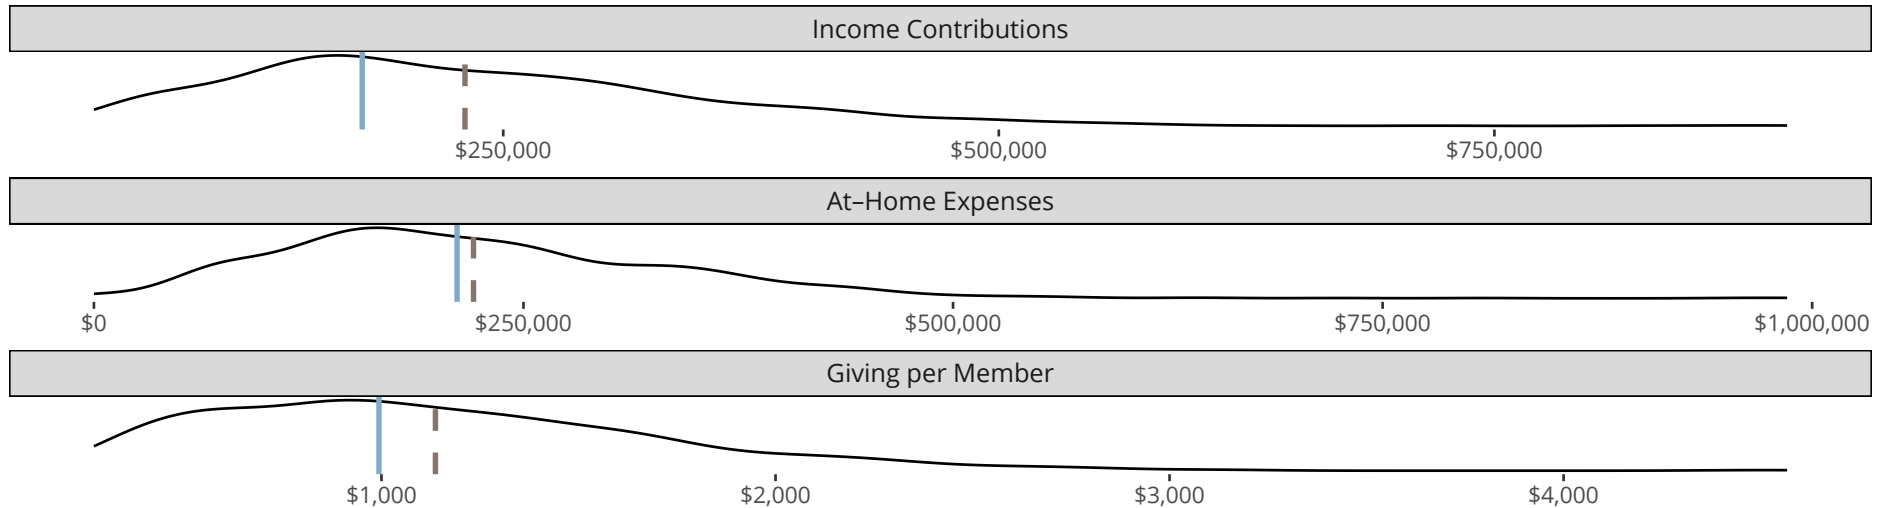 Income Contributions
$250,000 $500,000 $750,000
At–Home Expenses
$0 $250,000 $500,000 $750,000 $1,000,000
Giving per Member
$1,000 $2,000 $3,000 $4,000